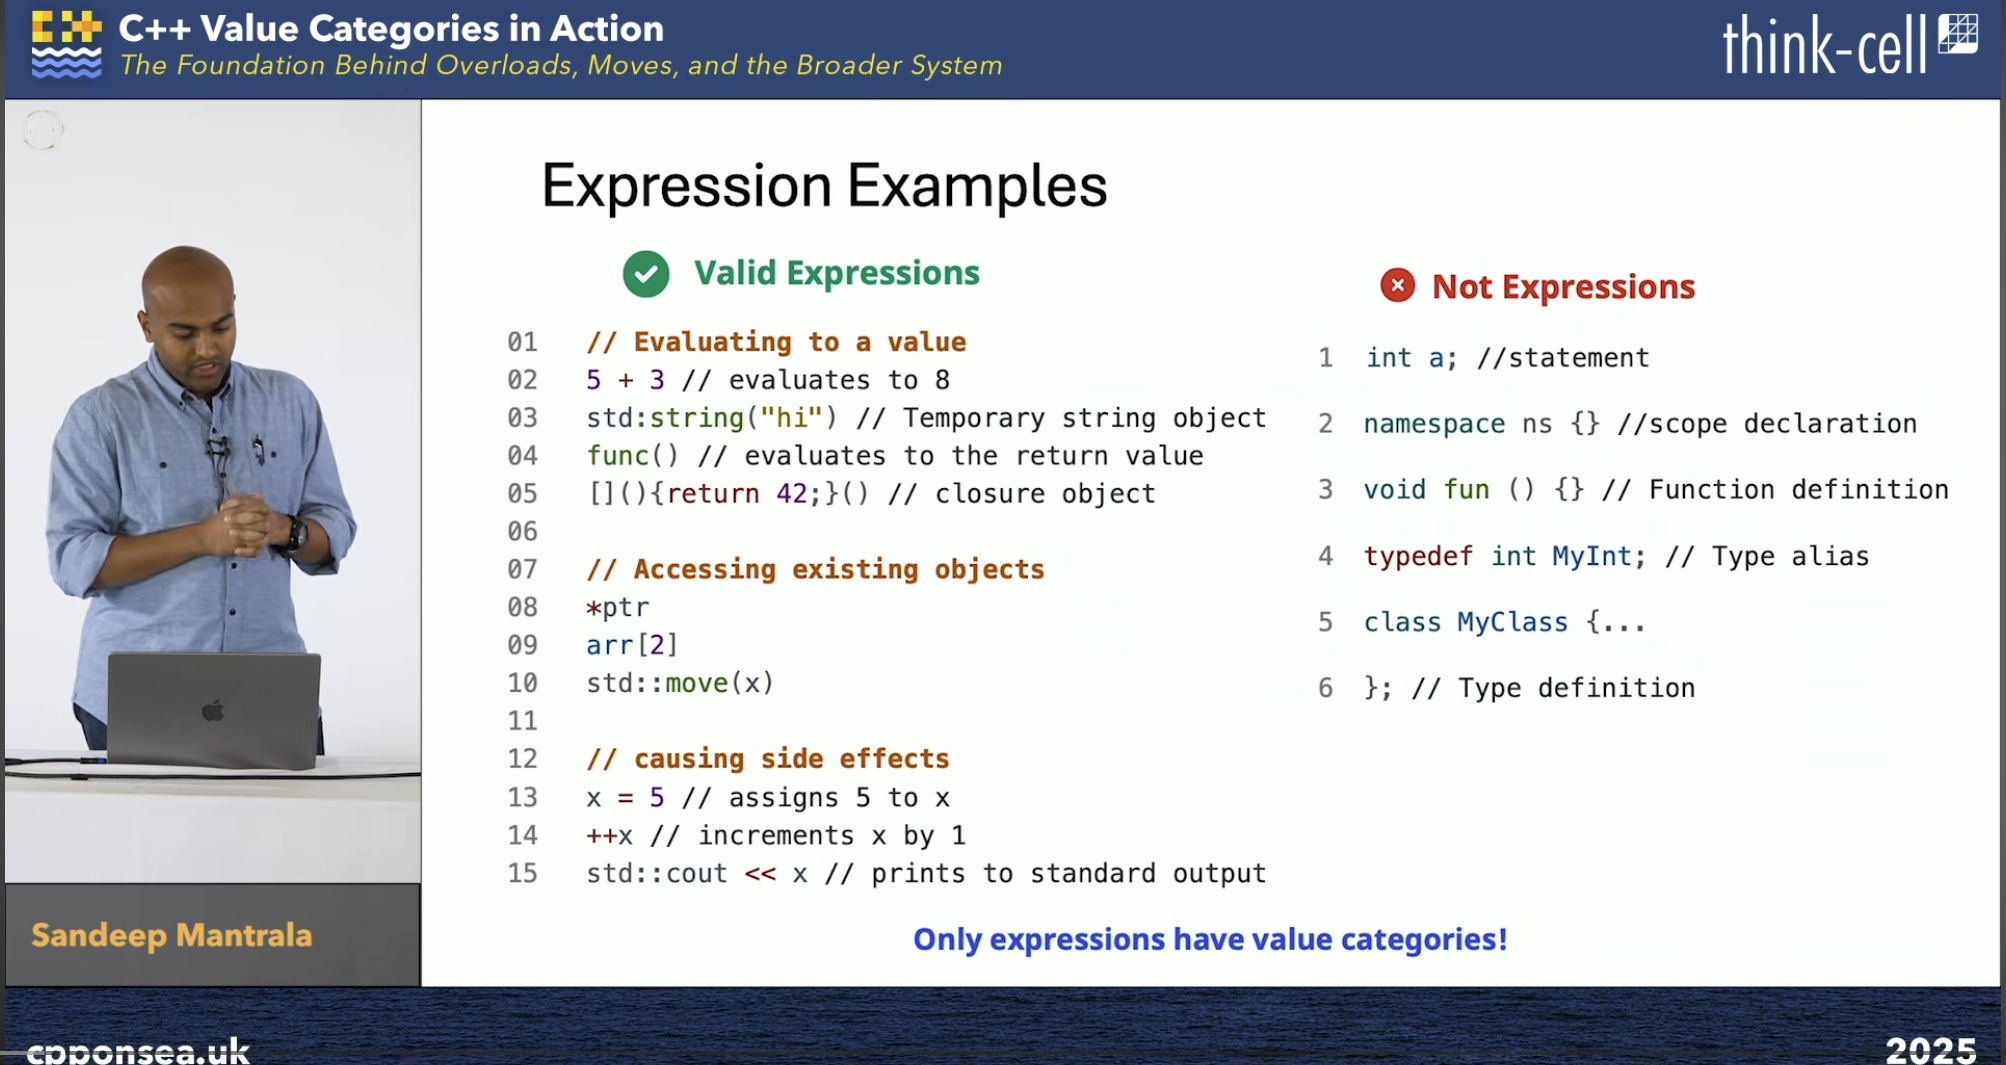 C++ Value Categories in Action
The Foundation Behind Overloads, Moves, and the Broader System
think-cell
Expression Examples
Valid Expressions
01 // Evaluating to a value
02 5 + 3 // evaluates to 8
03 std:string("hi") // Temporary string object
04 func() // evaluates to the return value
05 [](){return 42;}() // closure object
06
07 // Accessing existing objects
08 *ptr
09 arr[2]
10 std::move(x)
11
12 // causing side effects
13 x = 5 // assigns 5 to x
14 ++x // increments x by 1
15 std::cout << x // prints to standard output
Not Expressions
1 int a; //statement
2 namespace ns {} //scope declaration
3 void fun () {} // Function definition
4 typedef int MyInt; // Type alias
5 class MyClass {...
6 }; // Type definition
Only expressions have value categories!
Sandeep Mantrala
cpponsea.uk
2025